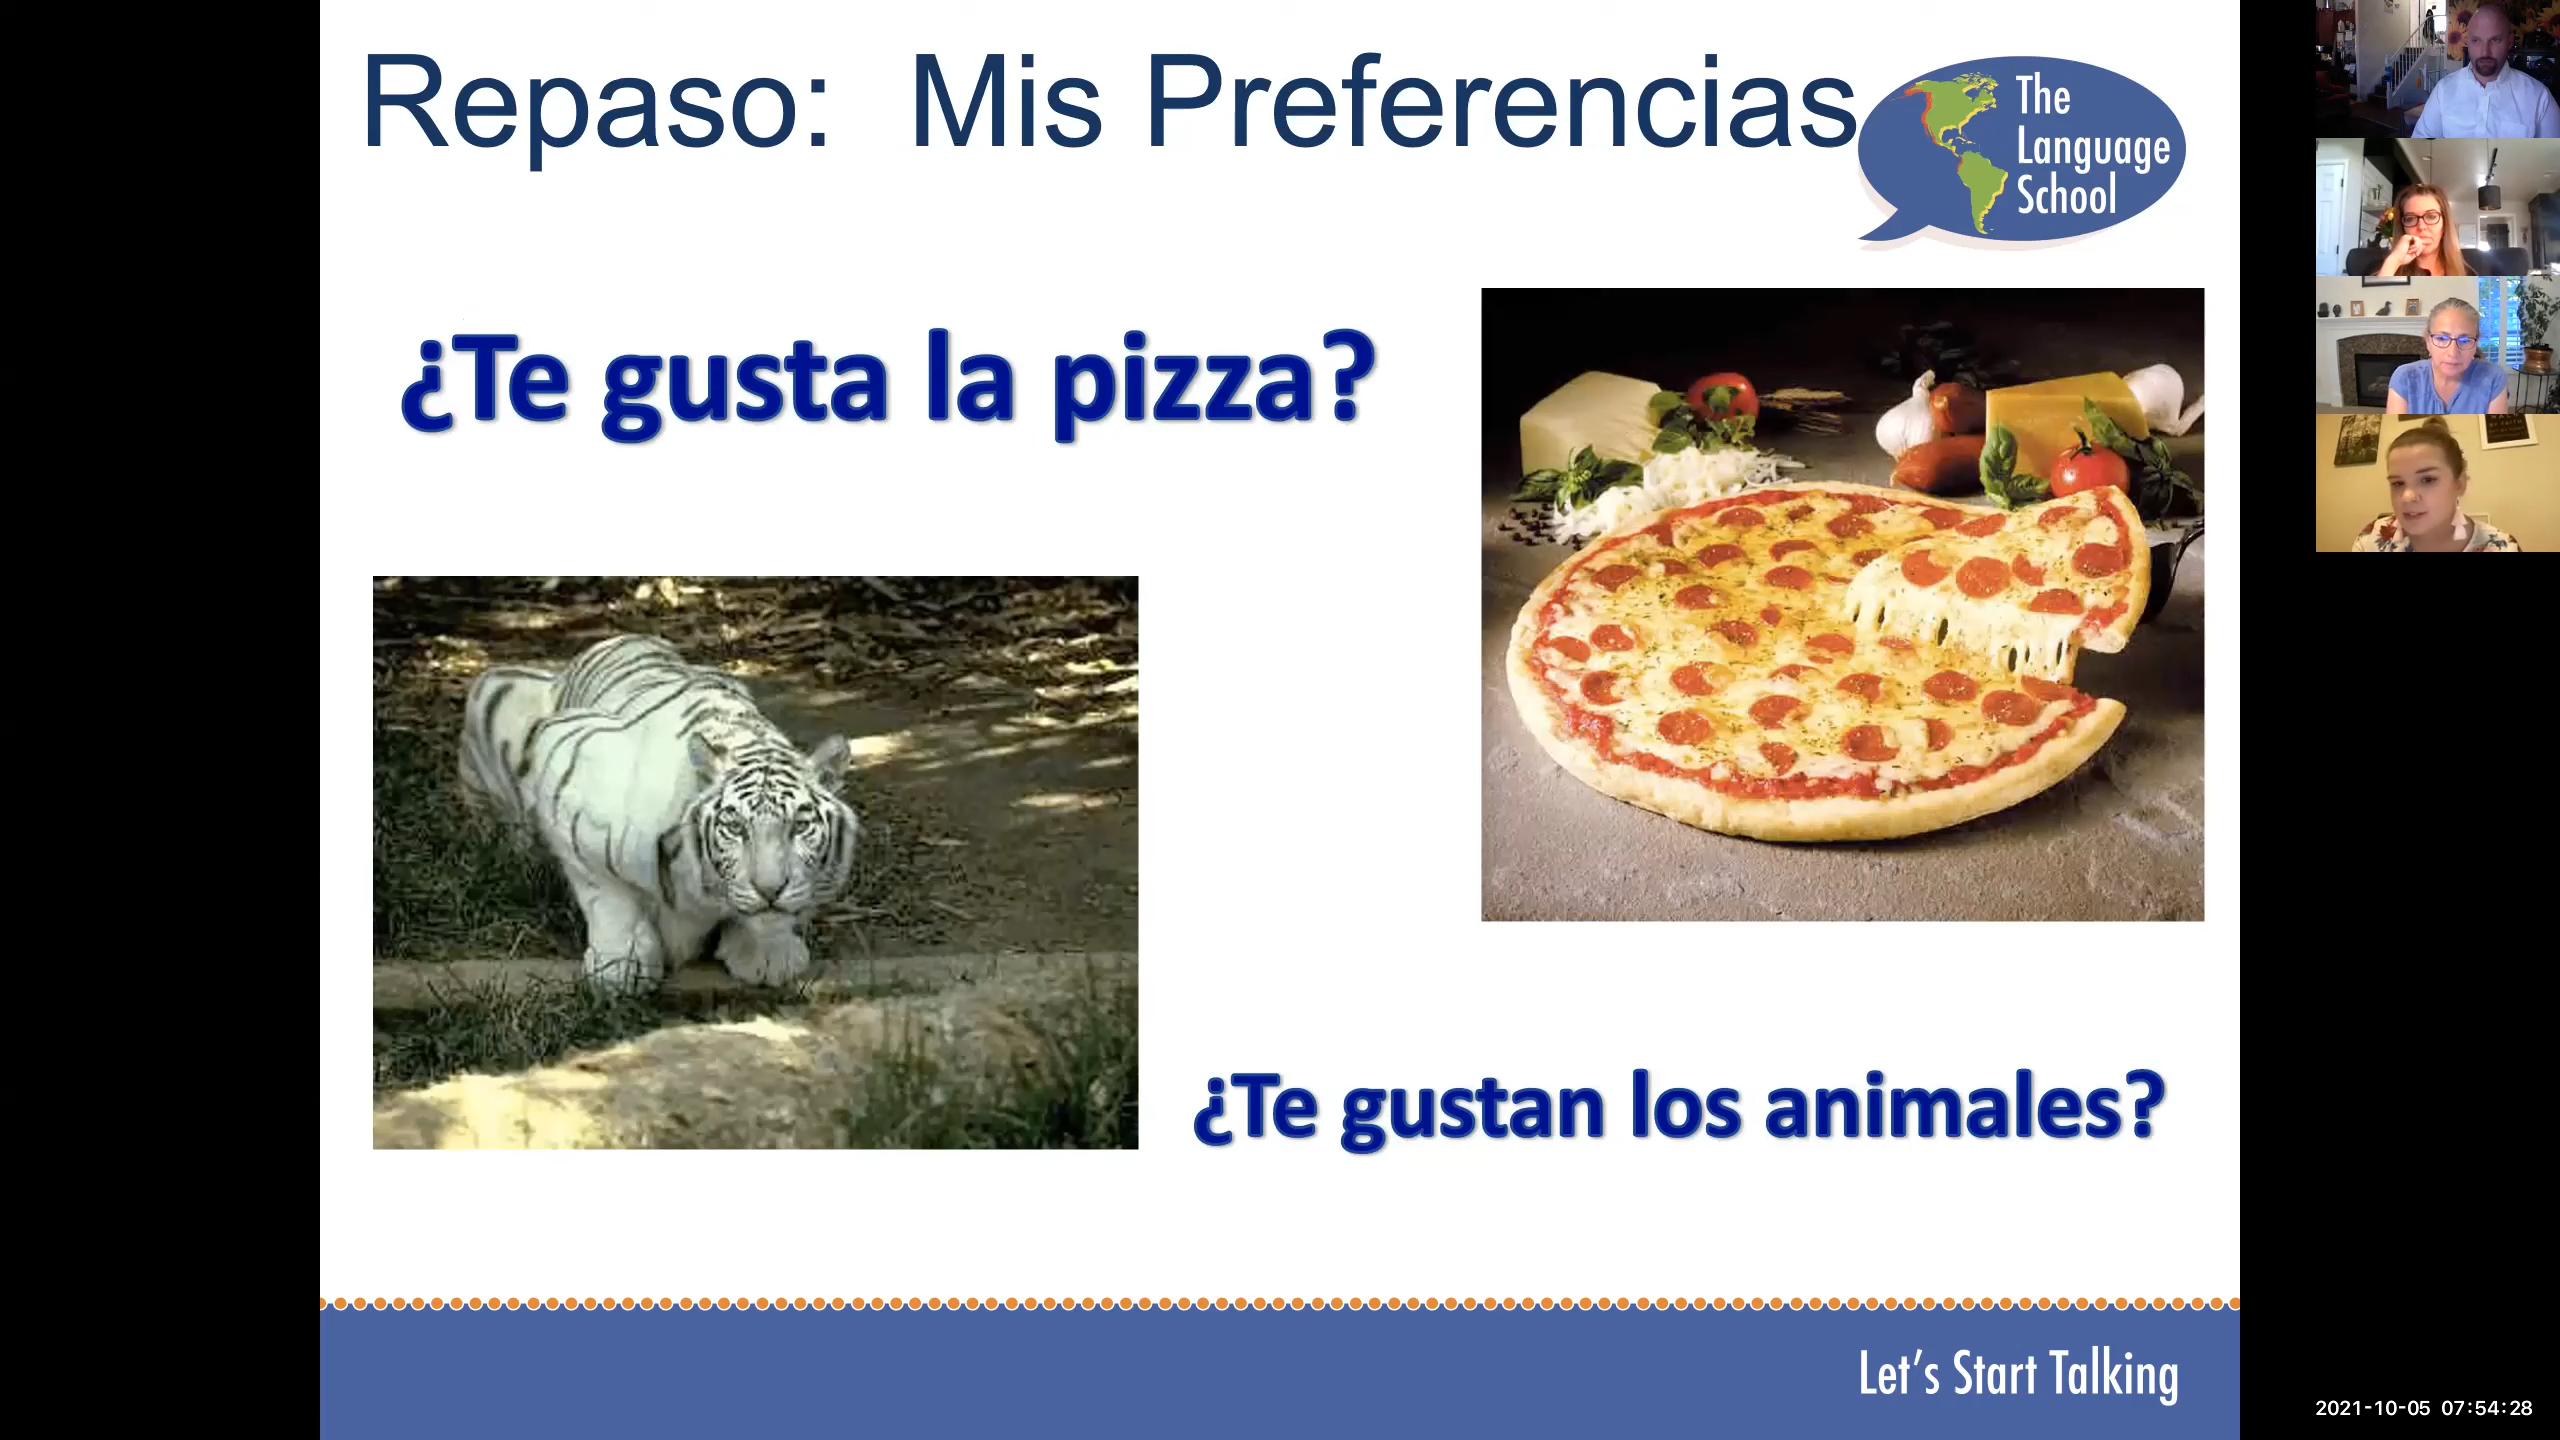 Repaso: Mis Preferencias
The
Language
School
¿Te gusta la pizza?
¿Te gustan los animales?
Let's Start Talking
2021-10-05 07:54:28